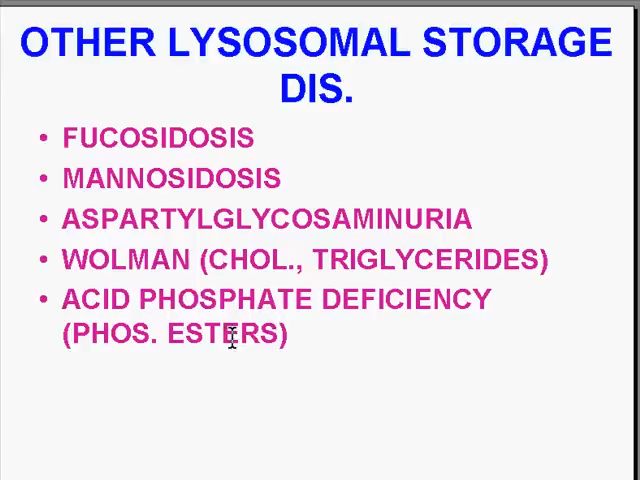 OTHER LYSOSOMAL STORAGE
DIS.
• FUCOSIDOSIS
• MANNOSIDOSIS
• ASPARTYLGLYCOSAMINURIA
• WOLMAN (CHOL., TRIGLYCERIDES)
• ACID PHOSPHATE DEFICIENCY
(PHOS. ESTERS)